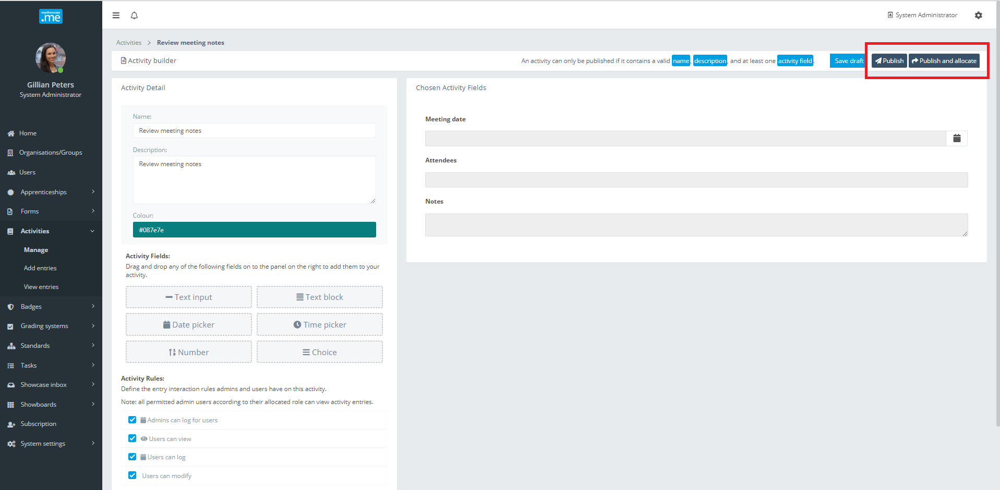 myshowcase
.me
Gillian Peters
System Administrator
Home
Organisations/Groups
Users
Apprenticeships
Forms
Activities
Manage
Add entries
View entries
Badges
Grading systems
Standards
Tasks
Showcase inbox
Showboards
Subscription
System settings
System Administrator
Activities > Review meeting notes
Activity builder
An activity can only be published if it contains a valid name, description, and at least one activity field.
Save draft
Publish
Publish and allocate
Activity Detail
Name:
Review meeting notes
Description:
Review meeting notes
Colour:
#087e7e
Activity Fields:
Drag and drop any of the following fields on to the panel on the right to add them to your
activity.
Text input
Text block
Date picker
Time picker
Number
Choice
Activity Rules:
Define the entry interaction rules admins and users have on this activity.
Note: all permitted admin users according to their allocated role can view activity entries.
Admins can log for users
Users can view
Users can log
Users can modify
Chosen Activity Fields
Meeting date
Attendees
Notes